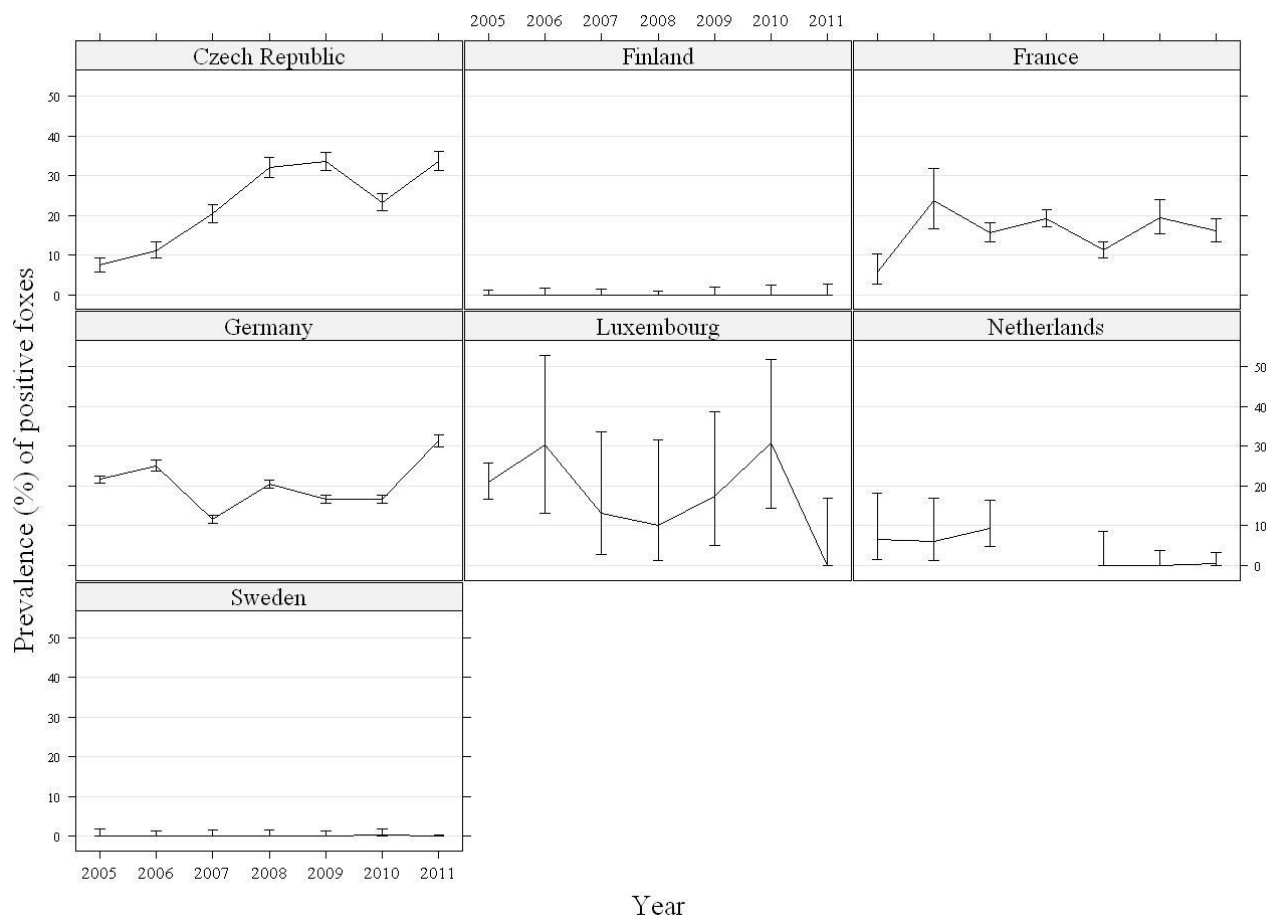 2005 2006 2007 2008 2009 2010 2011
Czech Republic Finland France
50
40
30
20
10
0
Germany Luxembourg Netherlands
50
40
30
20
10
0
Sweden
50
40
30
20
10
0
2005 2006 2007 2008 2009 2010 2011
Prevalence (%) of positive foxes
Year